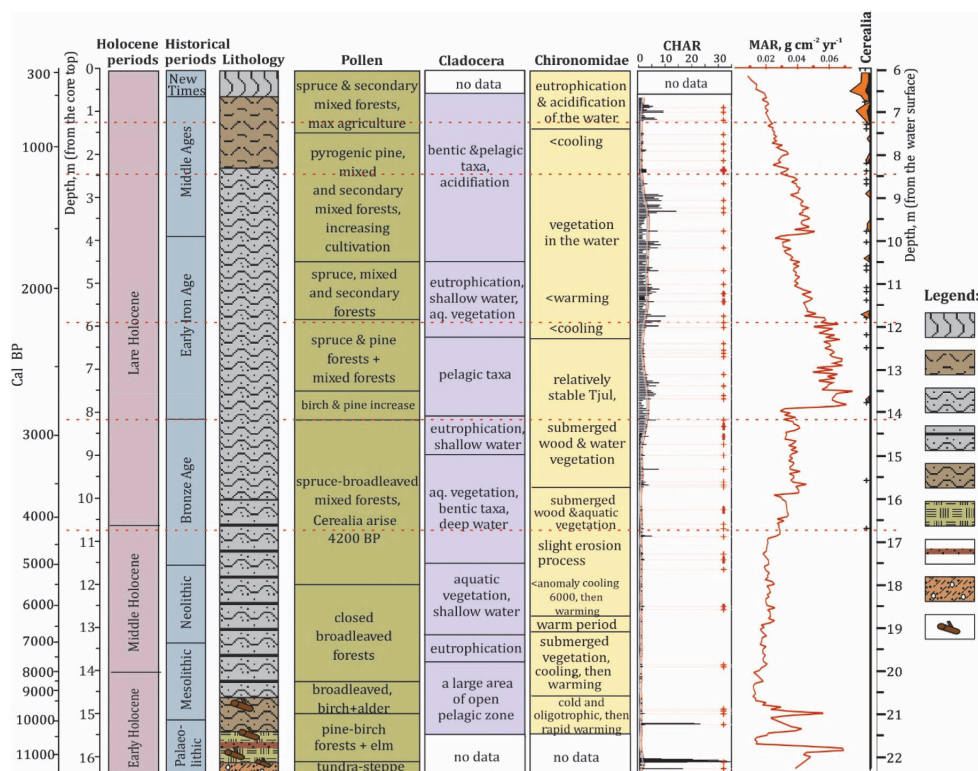 Holocene periods
Historical periods
Lithology
Pollen
Cladocera
Chironomidae
CHAR
MAR, g cm⁻² yr⁻¹
Cerealia
0 10 20 30
0.02 0.04 0.06
Cal BP
300
1000
2000
3000
4000
5000
6000
7000
8000
9000
10000
11000
Depth, m (from the core top)
0
1
2
3
4
5
6
7
8
9
10
11
12
13
14
15
16
Lare Holocene
Middle Holocene
Early Holocene
New
Times
Middle Ages
Early Iron Age
Bronze Age
Neolithic
Mesolithic
Palaeo-
lithic
spruce & secondary
mixed forests,
max agriculture
pyrogenic pine,
mixed
and secondary
mixed forests,
increasing
cultivation
spruce, mixed
and secondary
forests
spruce & pine
forests +
mixed forests
birch & pine increase
spruce-broadleaved
mixed forests,
Cerealia arise
4200 BP
closed
broadleaved
forests
broadleaved,
birch+alder
pine-birch
forests + elm
tundra-steppe
no data
bentic &pelagic
taxa,
acidifiation
eutrophication,
shallow water,
aq. vegetation
pelagic taxa
eutrophication,
shallow water
aq. vegetation,
bentic taxa,
deep water
aquatic
vegetation,
shallow water
eutrophication
a large area
of open
pelagic zone
no data
eutrophication
& acidification
of the water
<cooling
vegetation
in the water
<warming
<cooling
relatively
stable Tjul,
submerged
wood & water
vegetation
submerged
wood &aquatic
vegetation
slight erosion
process
<anomaly cooling
6000, then
warming
warm period
submerged
vegetation,
cooling, then
warming
cold and
oligotrophic, then
rapid warming
no data
no data
6
7
8
9
10
11
12
13
14
15
16
17
18
19
20
21
22
Depth, m (from the water surface)
Legend: